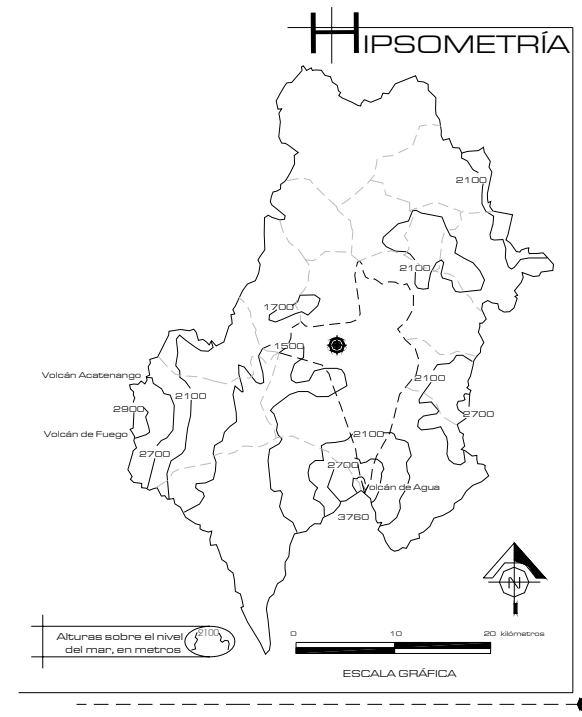 HIPSOMETRÍA
2100
2100
1700
1500
Volcán Acatenango
2100
2100
2900
2700
Volcán de Fuego
2100
2700
2700
Volcán de Agua
3760
N
Alturas sobre el nivel
del mar, en metros
2100
0 10 20 kilómetros
ESCALA GRÁFICA